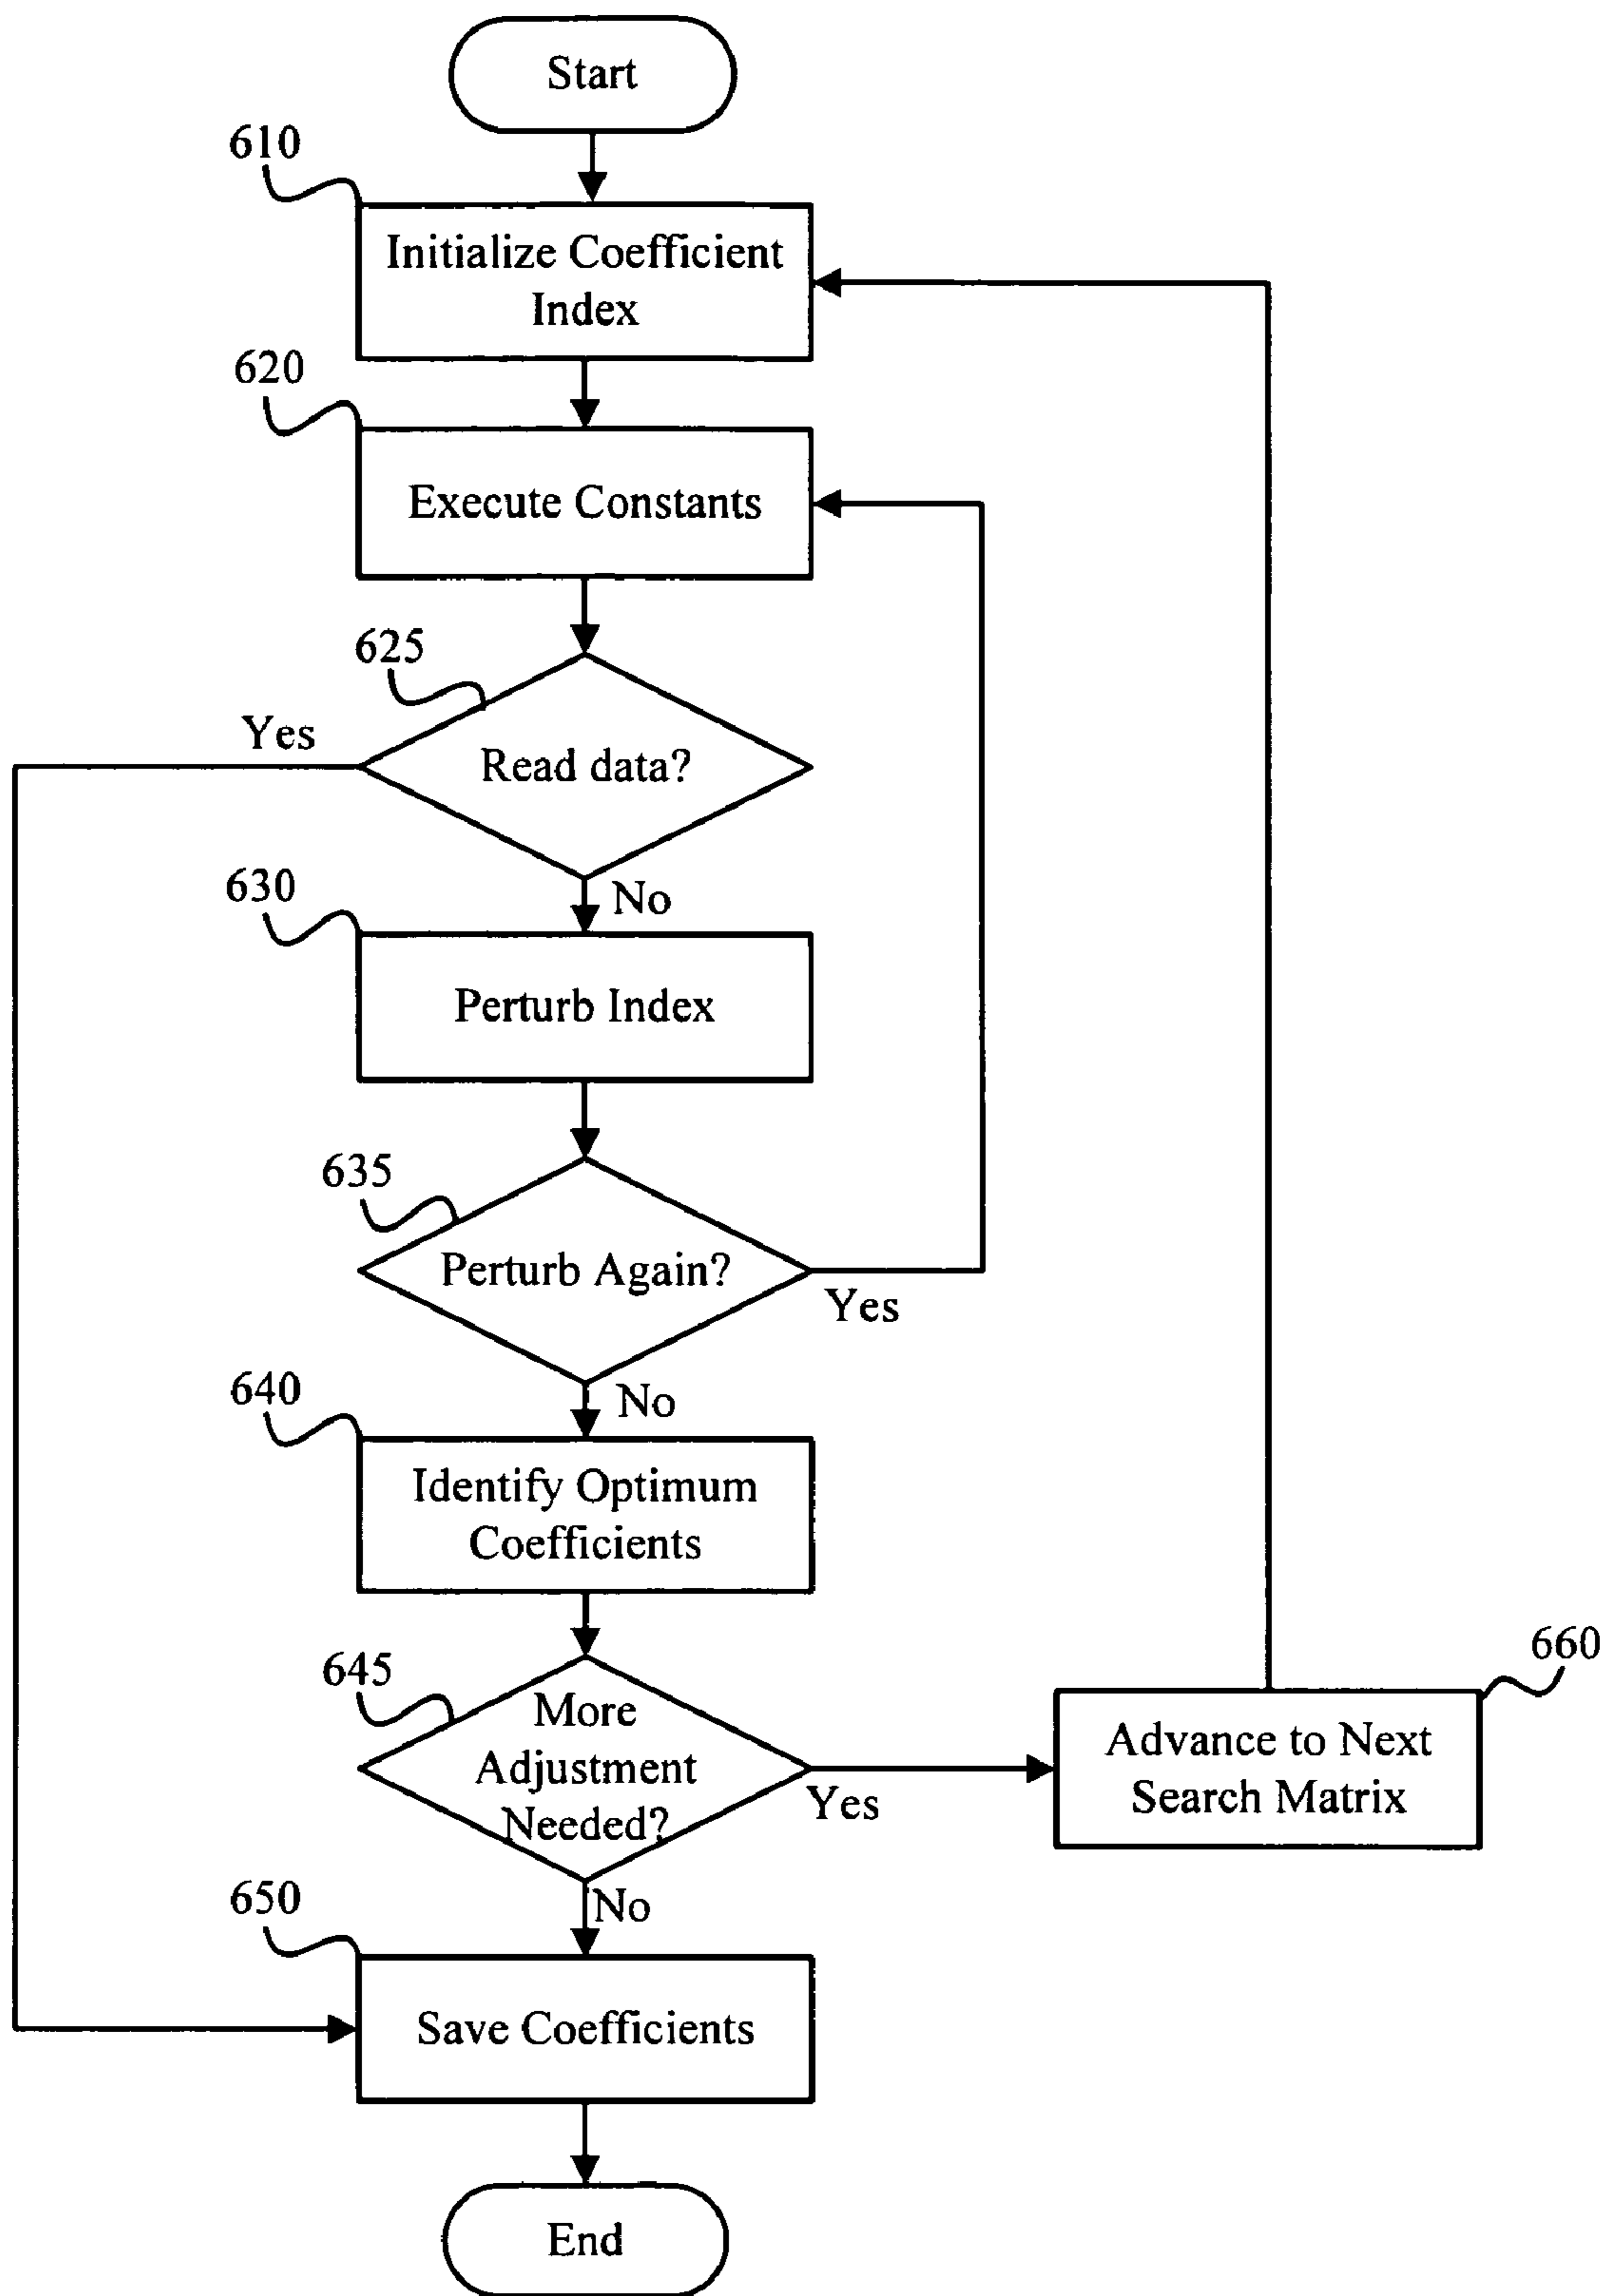 Start
610
Initialize Coefficient
Index
620
Execute Constants
625
Yes
Read data?
No
630
Perturb Index
635
Perturb Again?
Yes
No
640
Identify Optimum
Coefficients
645
More
Adjustment
Needed?
Yes
660
Advance to Next
Search Matrix
No
650
Save Coefficients
End